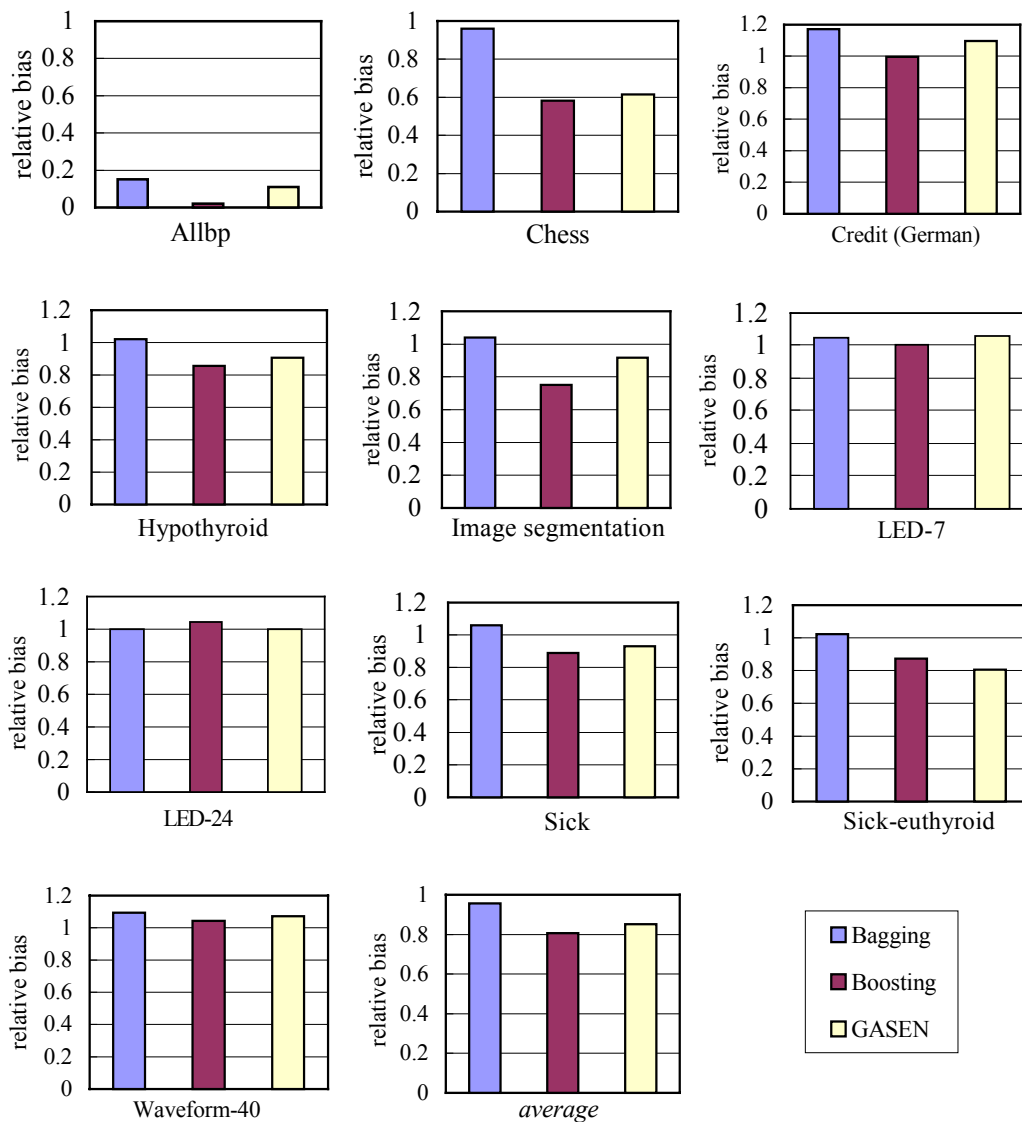 relative bias
1
0.8
0.6
0.4
0.2
0
Allbp
relative bias
1
0.8
0.6
0.4
0.2
0
Chess
relative bias
1.2
1
0.8
0.6
0.4
0.2
0
Credit (German)
relative bias
1.2
1
0.8
0.6
0.4
0.2
0
Hypothyroid
relative bias
1.2
1
0.8
0.6
0.4
0.2
0
Image segmentation
relative bias
1.2
1
0.8
0.6
0.4
0.2
0
LED-7
relative bias
1.2
1
0.8
0.6
0.4
0.2
0
LED-24
relative bias
1.2
1
0.8
0.6
0.4
0.2
0
Sick
relative bias
1.2
1
0.8
0.6
0.4
0.2
0
Sick-euthyroid
relative bias
1.2
1
0.8
0.6
0.4
0.2
0
Waveform-40
relative bias
1
0.8
0.6
0.4
0.2
0
average
Bagging
Boosting
GASEN